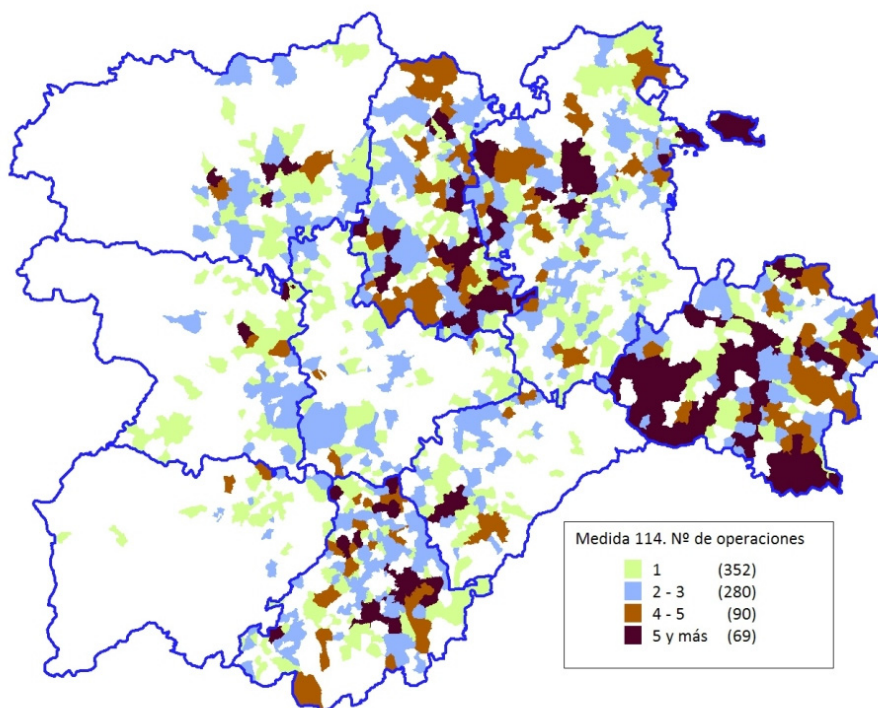 Medida 114. Nº de operaciones
1 (352)
2 - 3 (280)
4 - 5 (90)
5 y más (69)